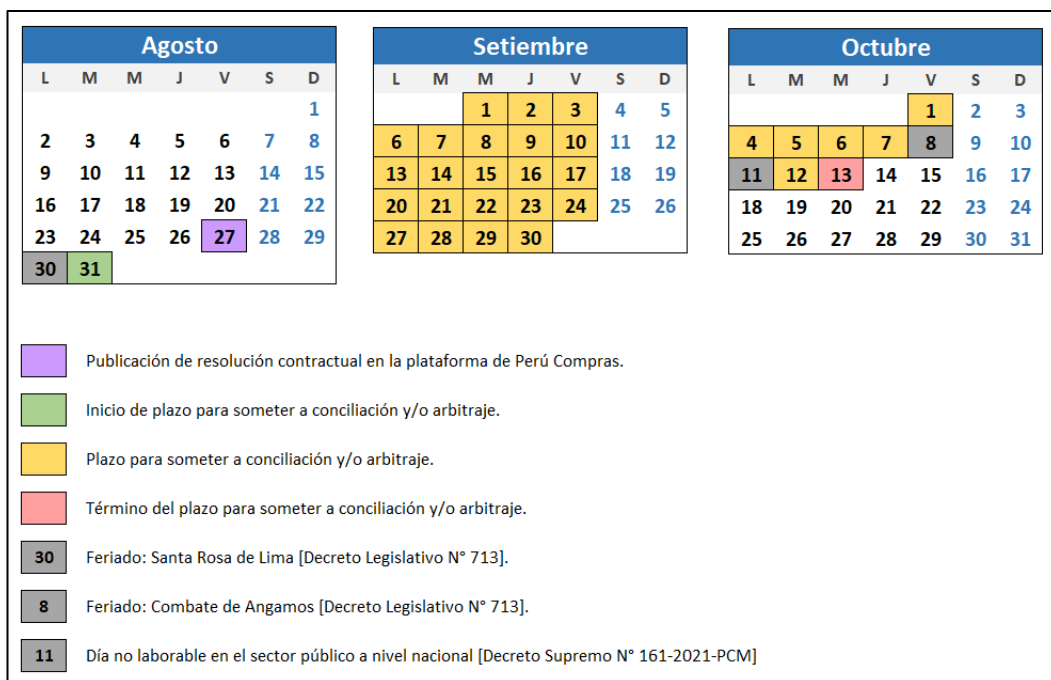 Agosto
L M M J V S D
1
2 3 4 5 6 7 8
9 10 11 12 13 14 15
16 17 18 19 20 21 22
23 24 25 26 27 28 29
30 31
Setiembre
L M M J V S D
1 2 3 4 5
6 7 8 9 10 11 12
13 14 15 16 17 18 19
20 21 22 23 24 25 26
27 28 29 30
Octubre
L M M J V S D
1 2 3
4 5 6 7 8 9 10
11 12 13 14 15 16 17
18 19 20 21 22 23 24
25 26 27 28 29 30 31
Publicación de resolución contractual en la plataforma de Perú Compras.
Inicio de plazo para someter a conciliación y/o arbitraje.
Plazo para someter a conciliación y/o arbitraje.
Término del plazo para someter a conciliación y/o arbitraje.
30 Feriado: Santa Rosa de Lima [Decreto Legislativo N° 713].
8 Feriado: Combate de Angamos [Decreto Legislativo N° 713].
11 Día no laborable en el sector público a nivel nacional [Decreto Supremo N° 161-2021-PCM]